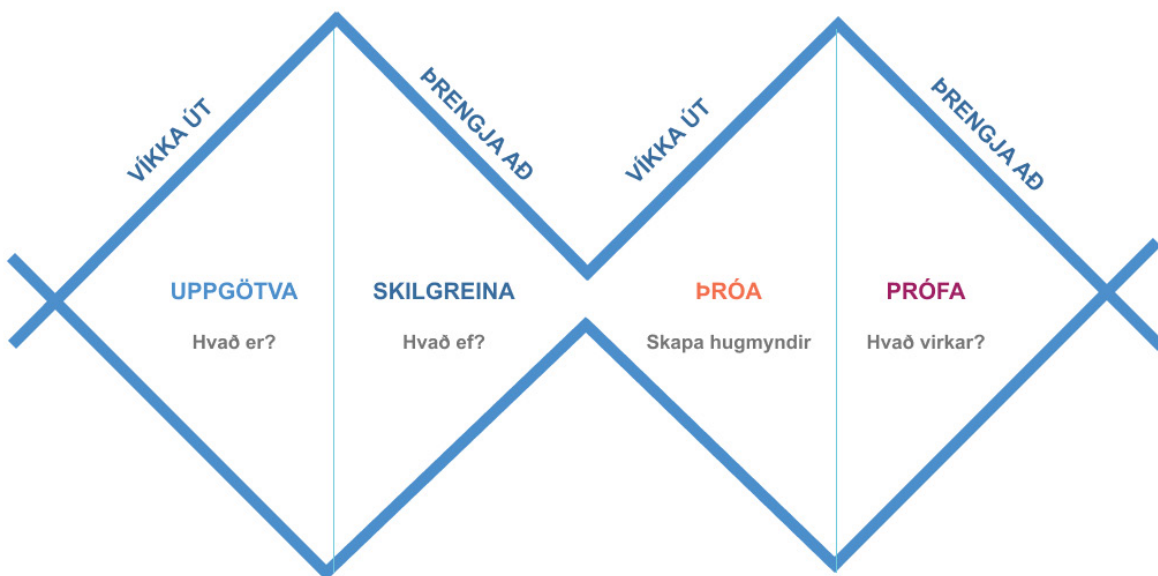 VÍKKA ÚT
ÞRENGJA AÐ
VÍKKA ÚT
ÞRENGJA AÐ
UPPGÖTVA
Hvað er?
SKILGREINA
Hvað ef?
ÞRÓA
Skapa hugmyndir
PRÓFA
Hvað virkar?